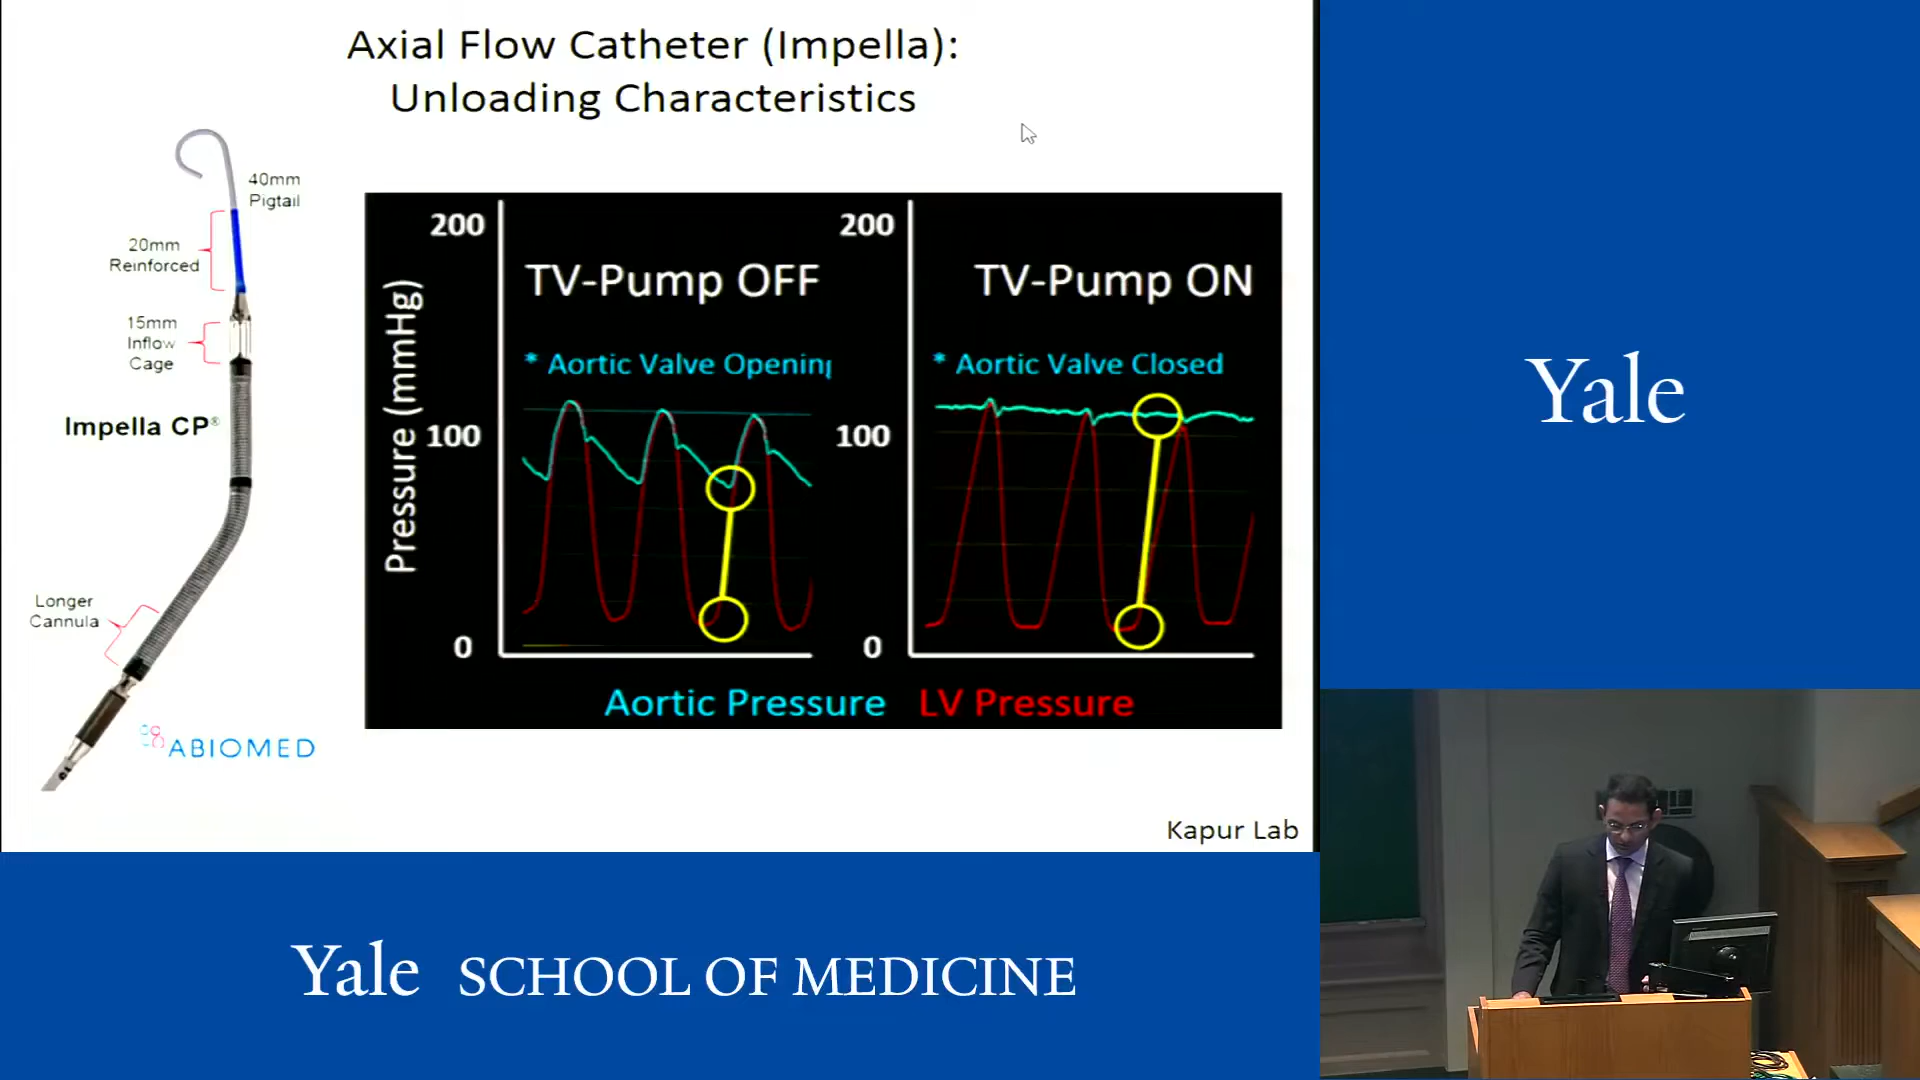 Axial Flow Catheter (Impella):
Unloading Characteristics
40mm
Pigtail
20mm
Reinforced
15mm
Inflow
Cage
Impella CP®
Longer
Cannula
ABIOMED
Pressure (mmHg)
200
100
0
TV-Pump OFF
* Aortic Valve Opening
200
100
0
TV-Pump ON
* Aortic Valve Closed
Aortic Pressure LV Pressure
Kapur Lab
Yale
Yale SCHOOL OF MEDICINE